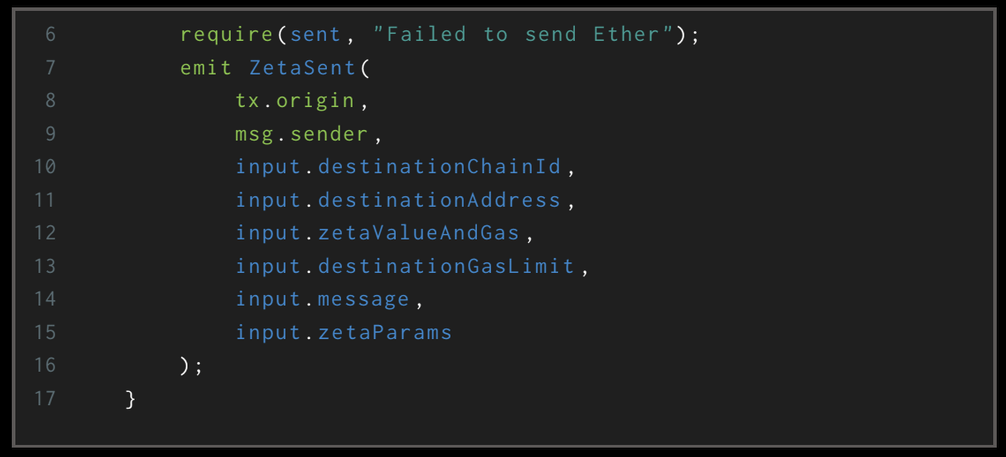 6 require(sent, "Failed to send Ether");
7 emit ZetaSent(
8 tx.origin,
9 msg.sender,
10 input.destinationChainId,
11 input.destinationAddress,
12 input.zetaValueAndGas,
13 input.destinationGasLimit,
14 input.message,
15 input.zetaParams
16 );
17 }